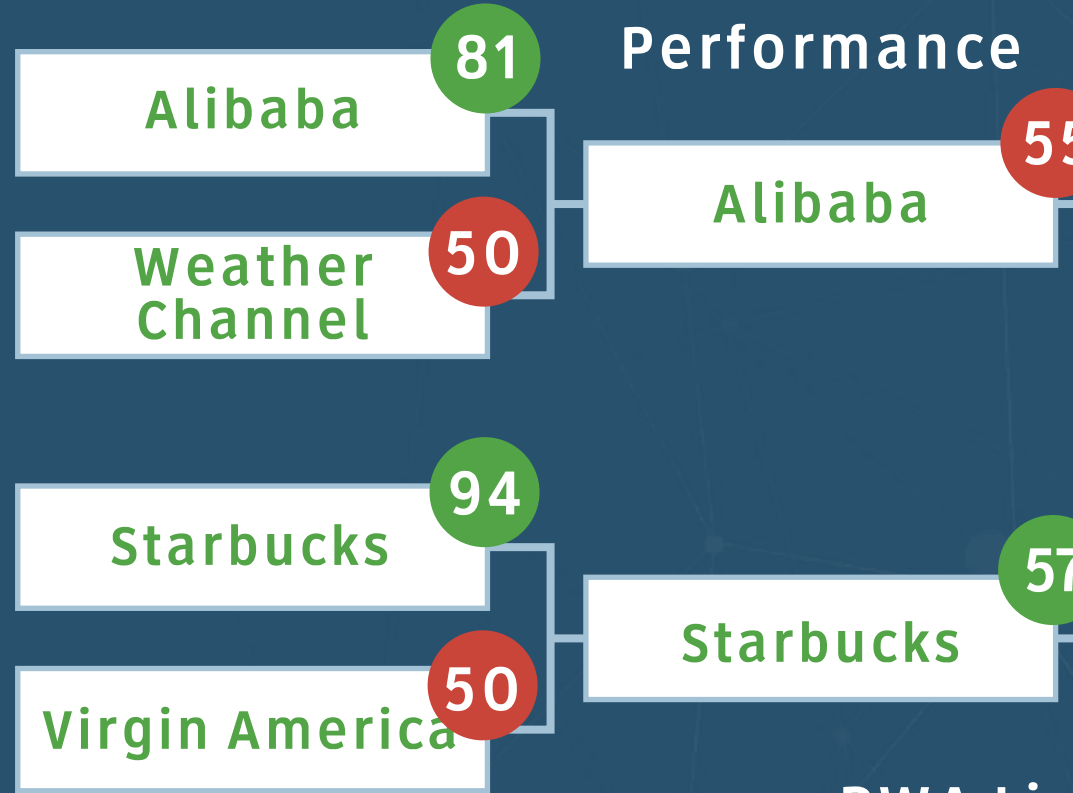 Performance
81
Alibaba
50
Weather
Channel
55
Alibaba
94
Starbucks
50
Virgin America
57
Starbucks